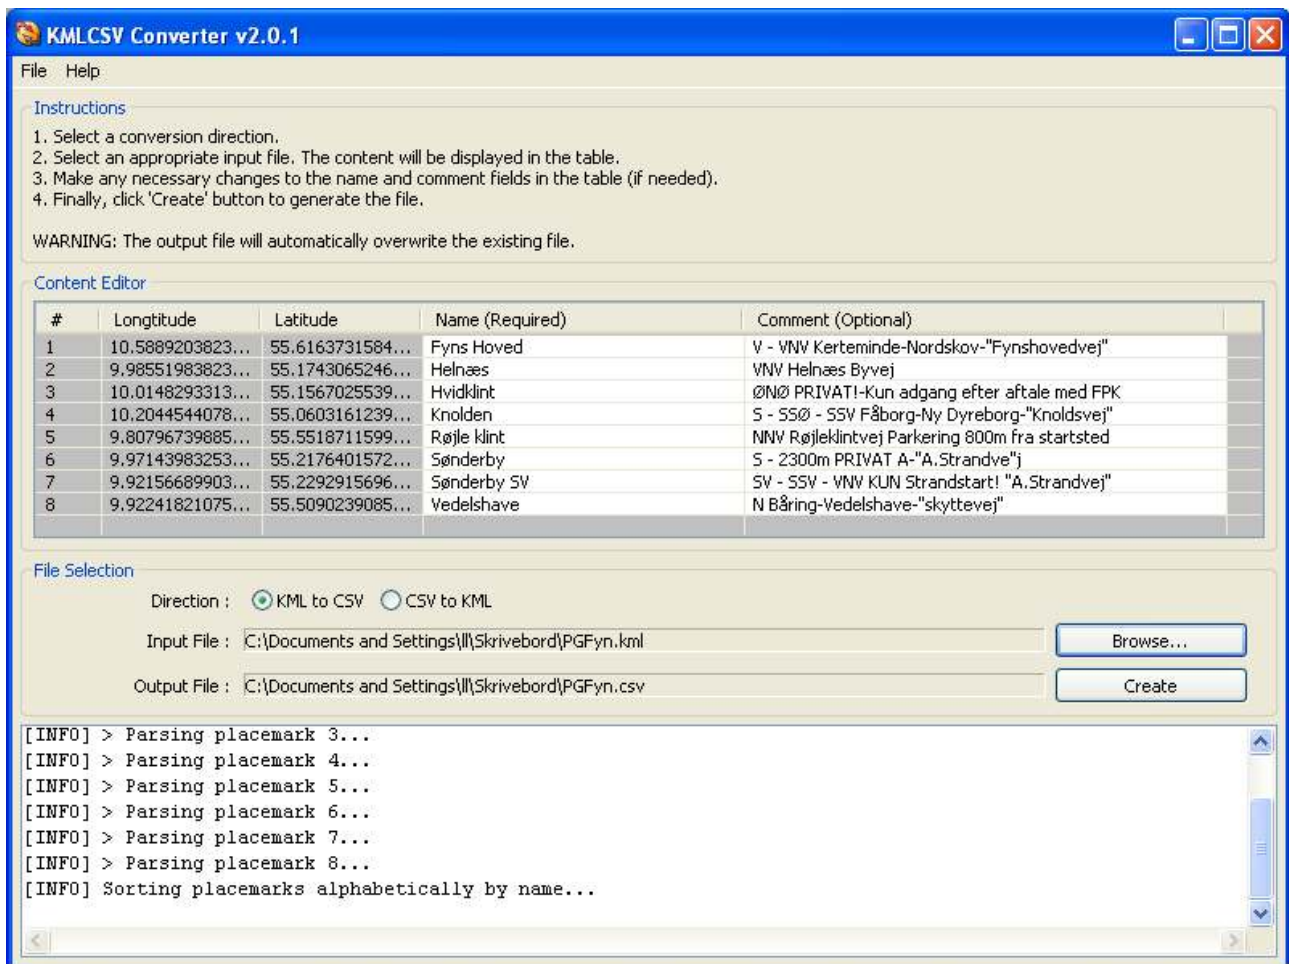 KMLCSV Converter v2.0.1
File Help
Instructions
1. Select a conversion direction.
2. Select an appropriate input file. The content will be displayed in the table.
3. Make any necessary changes to the name and comment fields in the table (if needed).
4. Finally, click 'Create' button to generate the file.
WARNING: The output file will automatically overwrite the existing file.
Content Editor
# Longtitude Latitude Name (Required) Comment (Optional)
1 10.5889203823... 55.6163731584... Fyns Hoved V - VNV Kerteminde-Nordskov-"Fynshovedvej"
2 9.98551983823... 55.1743065246... Helnæs VNV Helnæs Byvej
3 10.0148293313... 55.1567025539... Hvidklint ØNØ PRIVAT!-Kun adgang efter aftale med FPK
4 10.2044544078... 55.0603161239... Knolden S - SSØ - SSV Fåborg-Ny Dyreborg-"Knoldsvej"
5 9.80796739885... 55.5518711599... Røjle klint NNV Røjleklintvej Parkering 800m fra startsted
6 9.97143983253... 55.2176401572... Sønderby S - 2300m PRIVAT A-"A.Strandve"j
7 9.92156689903... 55.2292915696... Sønderby SV SV - SSV - VNV KUN Strandstart! "A.Strandvej"
8 9.92241821075... 55.5090239085... Vedelshave N Båring-Vedelshave-"skyttevej"
File Selection
Direction : KML to CSV CSV to KML
Input File : C:\Documents and Settings\ll\Skrivebord\PGFyn.kml Browse...
Output File : C:\Documents and Settings\ll\Skrivebord\PGFyn.csv Create
[INFO] > Parsing placemark 3...
[INFO] > Parsing placemark 4...
[INFO] > Parsing placemark 5...
[INFO] > Parsing placemark 6...
[INFO] > Parsing placemark 7...
[INFO] > Parsing placemark 8...
[INFO] Sorting placemarks alphabetically by name...